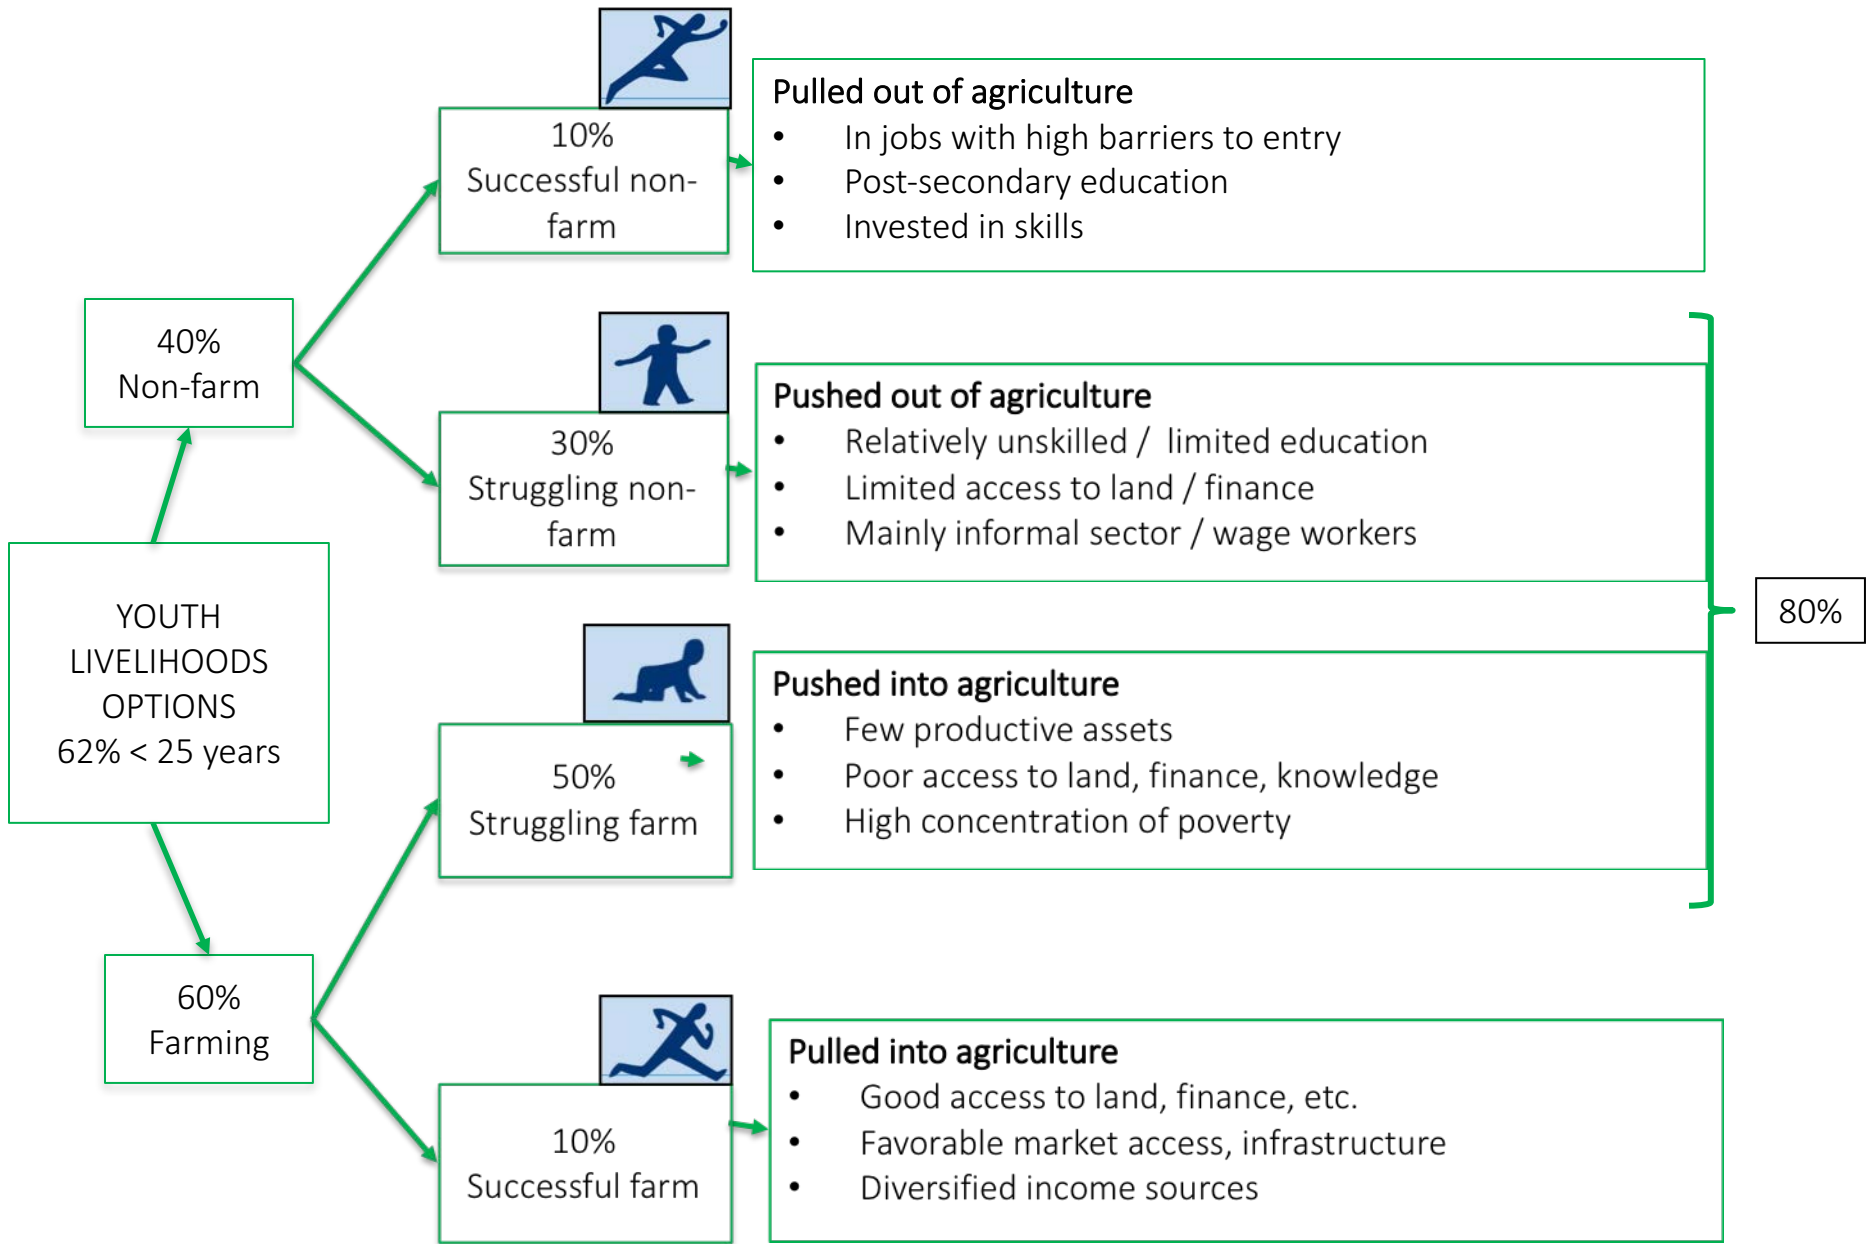 Pulled out of agriculture
• In jobs with high barriers to entry
• Post-secondary education
• Invested in skills
10%
Successful non-
farm
40%
Non-farm
Pushed out of agriculture
• Relatively unskilled / limited education
• Limited access to land / finance
• Mainly informal sector / wage workers
30%
Struggling non-
farm
YOUTH
LIVELIHOODS
OPTIONS
62% < 25 years
80%
Pushed into agriculture
• Few productive assets
• Poor access to land, finance, knowledge
• High concentration of poverty
50%
Struggling farm
60%
Farming
Pulled into agriculture
• Good access to land, finance, etc.
• Favorable market access, infrastructure
• Diversified income sources
10%
Successful farm